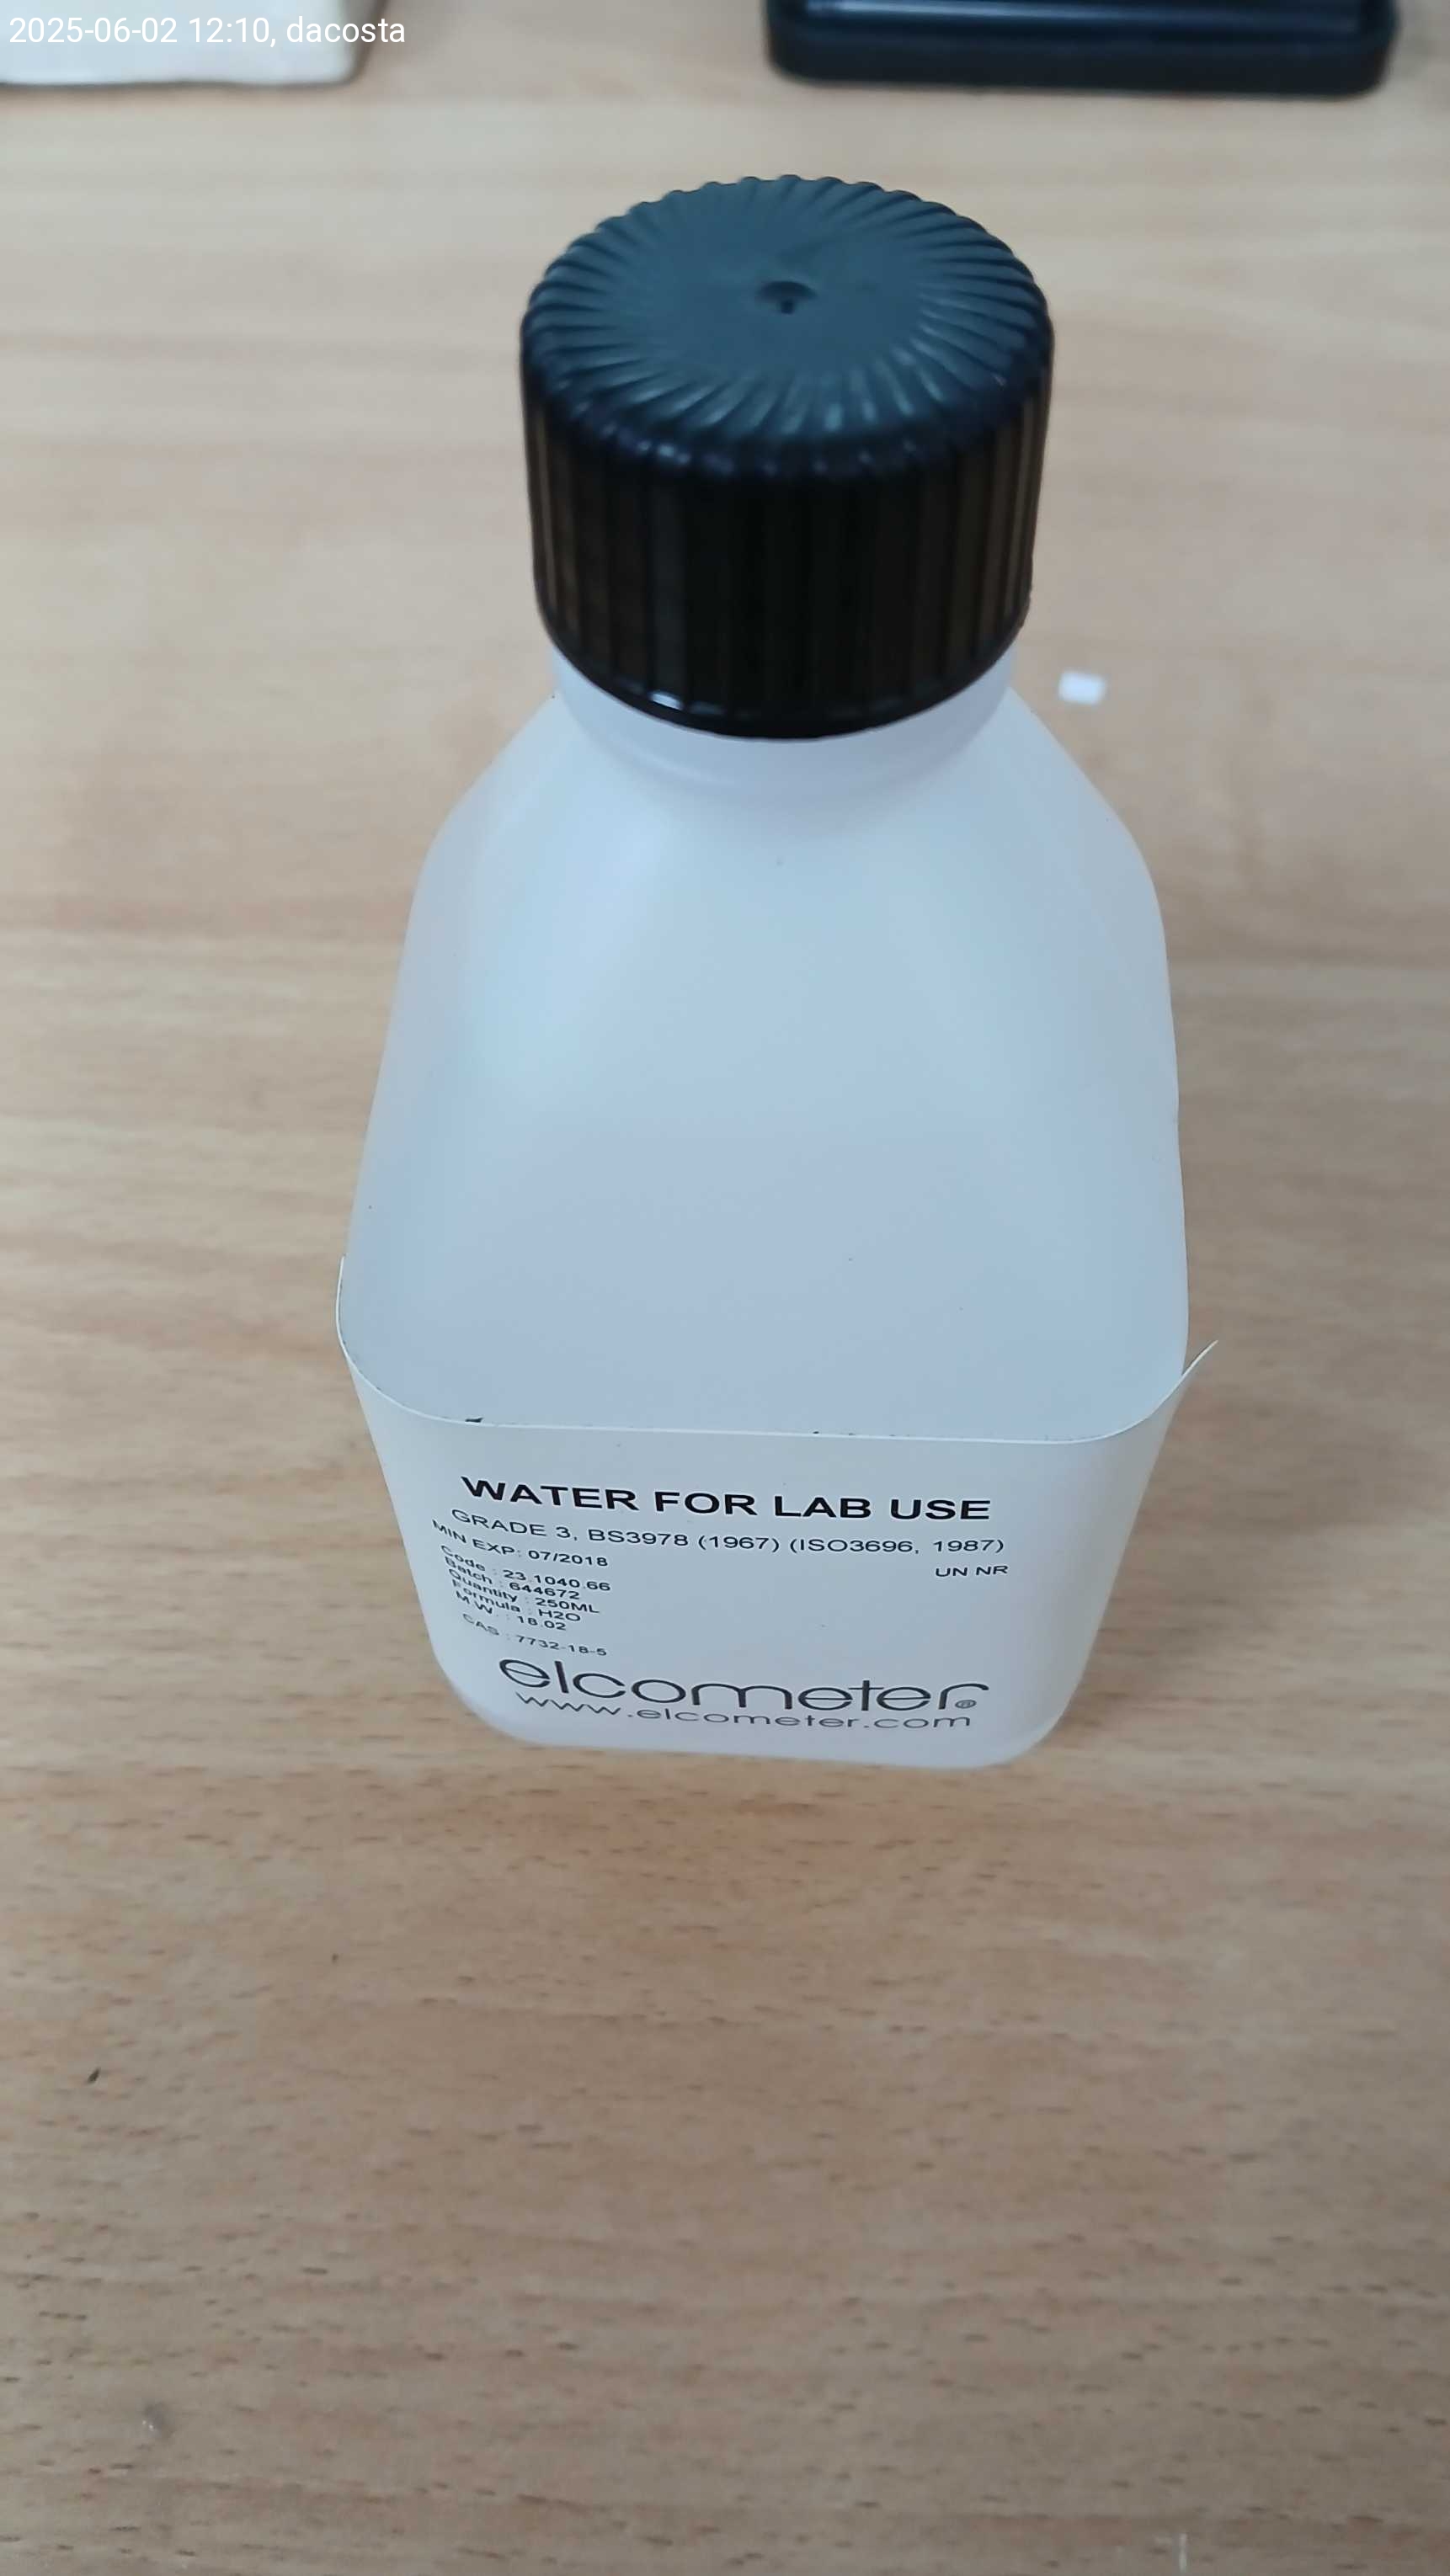 2025-06-02 12:10, dacosta
WATER FOR LAB USE
GRADE 3, BS3978 (1967) (ISO3696, 1987)
MIN EXP: 07/2018
UN NR
Code : 23.1040.66
Batch : 644672
Quantity : 250ML
Formula : H2O
M.W. : 18.02
CAS : 7732-18-5
elcometer®
www.elcometer.com